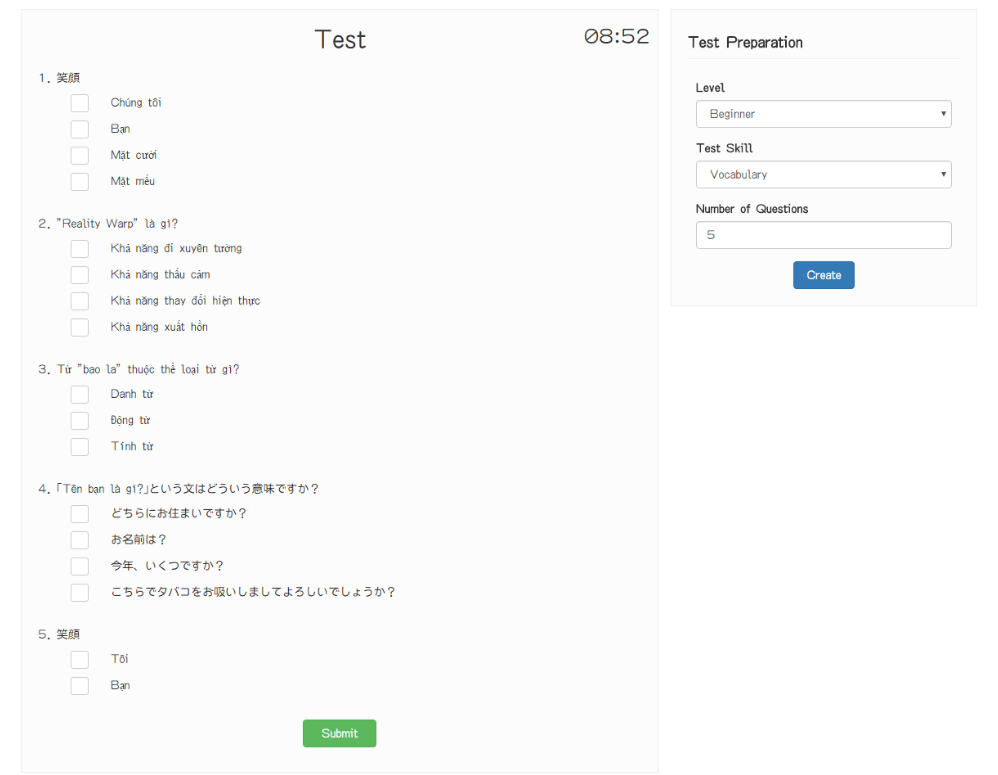 Test
08:52
1. 笑顔
Chúng tôi
Bạn
Mặt cười
Mặt mếu
2. "Reality Warp" là gì?
Khả năng đi xuyên tường
Khả năng thấu cảm
Khả năng thay đổi hiện thực
Khả năng xuất hồn
3. Từ "bao la" thuộc thể loại từ gì?
Danh từ
Động từ
Tính từ
4. 「Tên bạn là gì?」という文はどういう意味ですか？
どちらにお住まいですか？
お名前は？
今年、いくつですか？
こちらでタバコをお吸いしましてよろしいでしょうか？
5. 笑顔
Tôi
Bạn
Submit
Test Preparation
Level
Beginner
Test Skill
Vocabulary
Number of Questions
5
Create